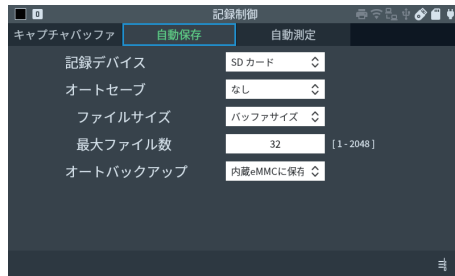 0 記録制御
キャプチャバッファ 自動保存 自動測定
記録デバイス SD カード
オートセーブ なし
ファイルサイズ バッファサイズ
最大ファイル数 32 [ 1 - 2048 ]
オートバックアップ 内蔵eMMCに保存